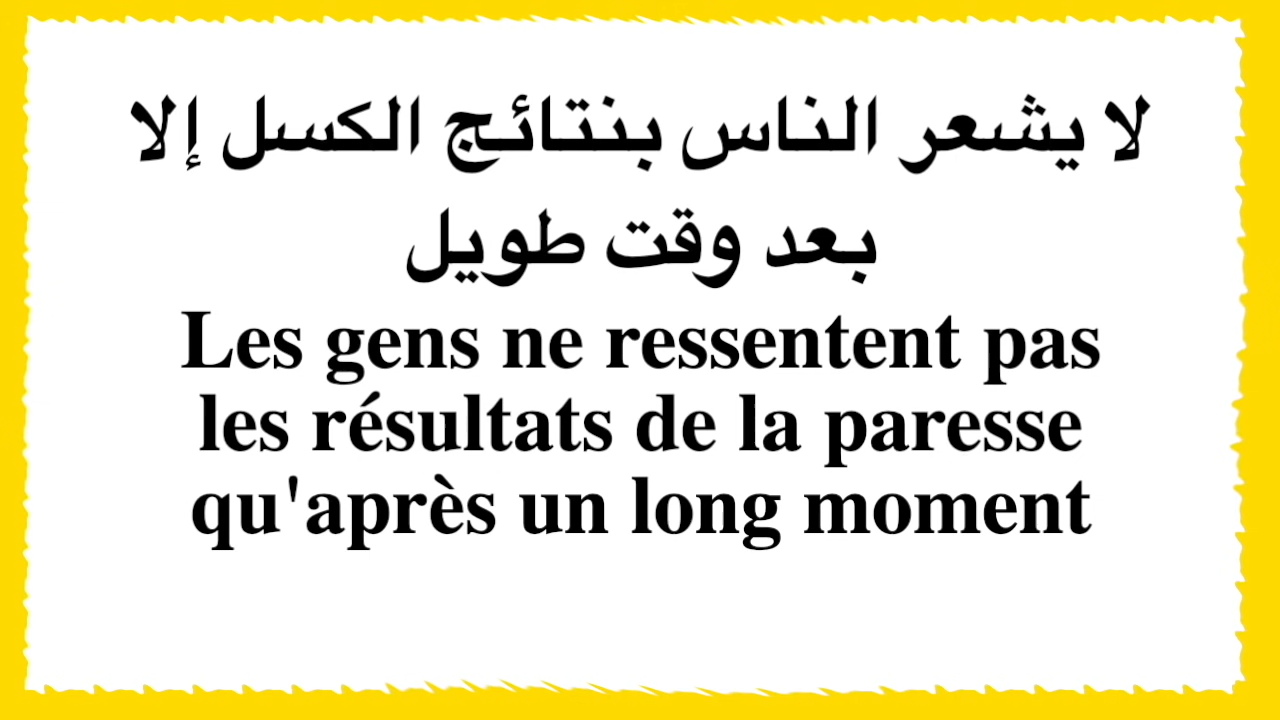 لا يشعر الناس بنتائج الكسل إلا
بعد وقت طويل
Les gens ne ressentent pas
les résultats de la paresse
qu'après un long moment